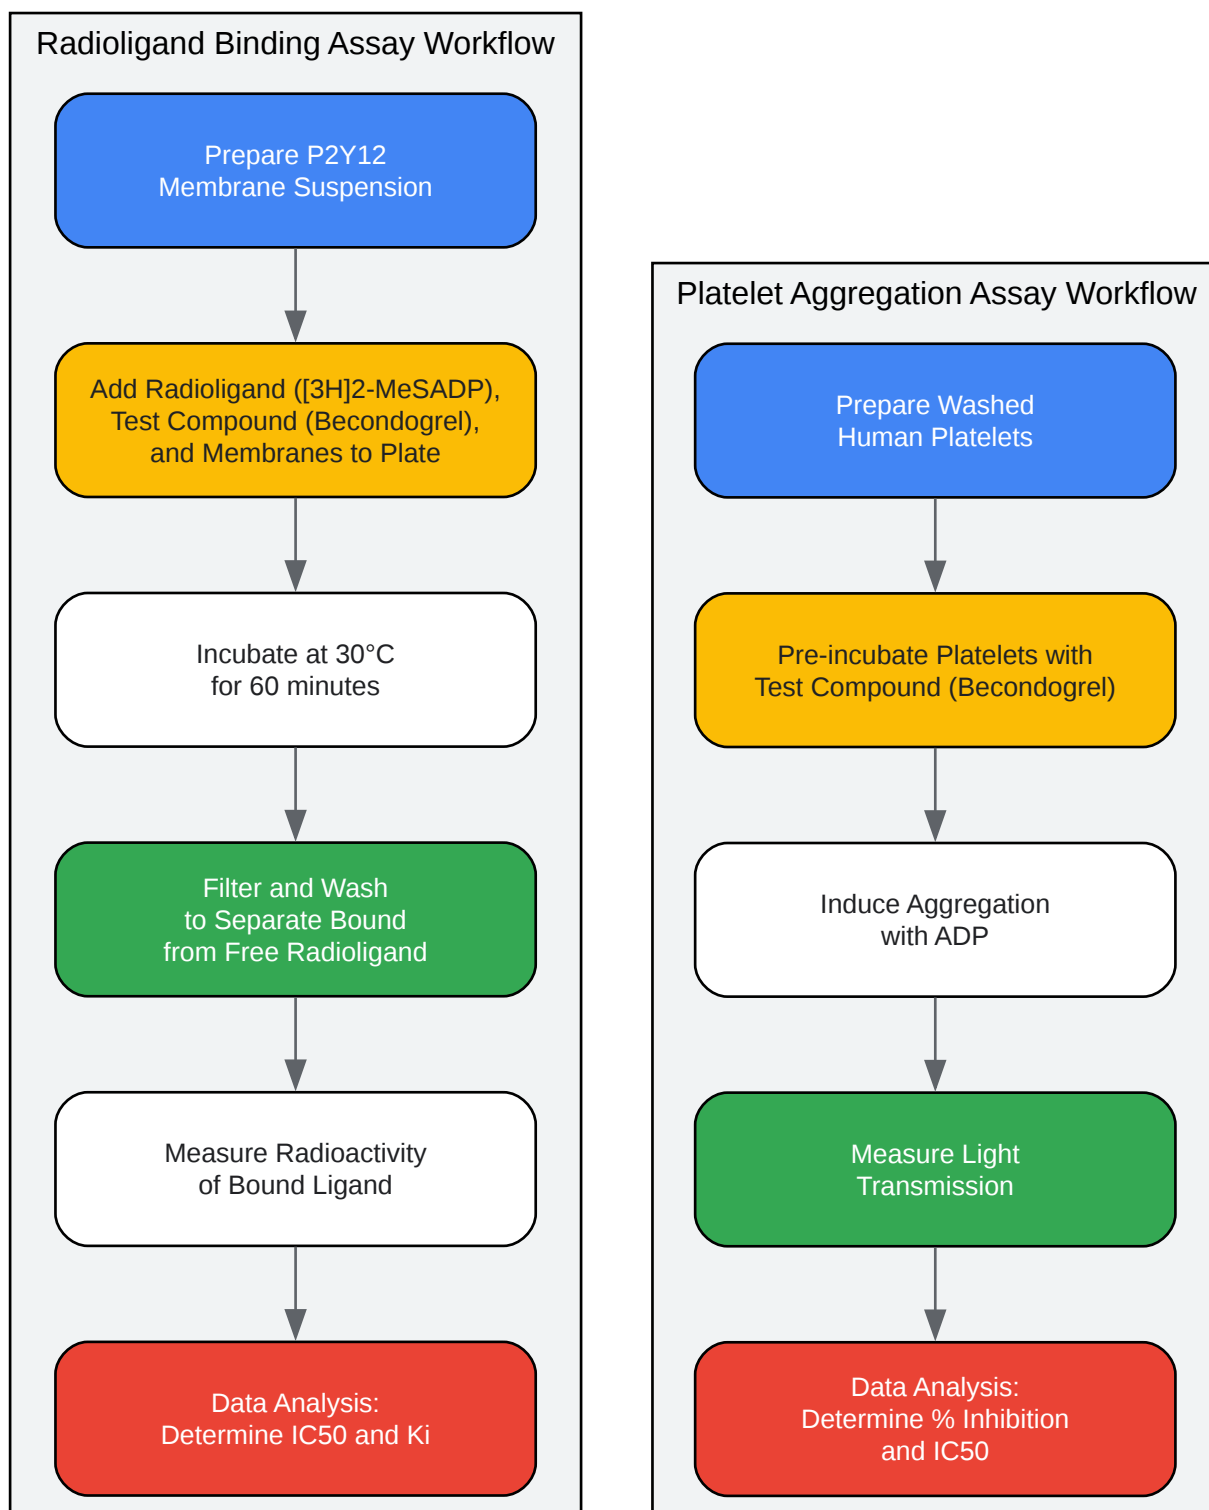 Radioligand Binding Assay Workflow
Prepare P2Y12
Membrane Suspension
Add Radioligand ([3H]2-MeSADP),
Test Compound (Becondogrel),
and Membranes to Plate
Incubate at 30°C
for 60 minutes
Filter and Wash
to Separate Bound
from Free Radioligand
Measure Radioactivity
of Bound Ligand
Data Analysis:
Determine IC50 and Ki
Platelet Aggregation Assay Workflow
Prepare Washed
Human Platelets
Pre-incubate Platelets with
Test Compound (Becondogrel)
Induce Aggregation
with ADP
Measure Light
Transmission
Data Analysis:
Determine % Inhibition
and IC50